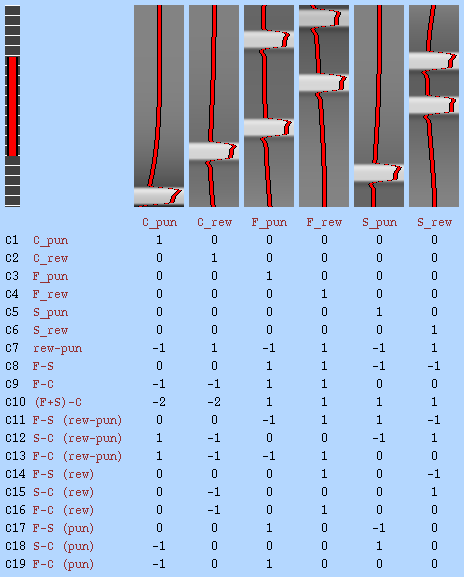 C_pun C_rew F_pun F_rew S_pun S_rew
C1 C_pun 1 0 0 0 0 0
C2 C_rew 0 1 0 0 0 0
C3 F_pun 0 0 1 0 0 0
C4 F_rew 0 0 0 1 0 0
C5 S_pun 0 0 0 0 1 0
C6 S_rew 0 0 0 0 0 1
C7 rew-pun -1 1 -1 1 -1 1
C8 F-S 0 0 1 1 -1 -1
C9 F-C -1 -1 1 1 0 0
C10 (F+S)-C -2 -2 1 1 1 1
C11 F-S (rew-pun) 0 0 -1 1 1 -1
C12 S-C (rew-pun) 1 -1 0 0 -1 1
C13 F-C (rew-pun) 1 -1 -1 1 0 0
C14 F-S (rew) 0 0 0 1 0 -1
C15 S-C (rew) 0 -1 0 0 0 1
C16 F-C (rew) 0 -1 0 1 0 0
C17 F-S (pun) 0 0 1 0 -1 0
C18 S-C (pun) -1 0 0 0 1 0
C19 F-C (pun) -1 0 1 0 0 0